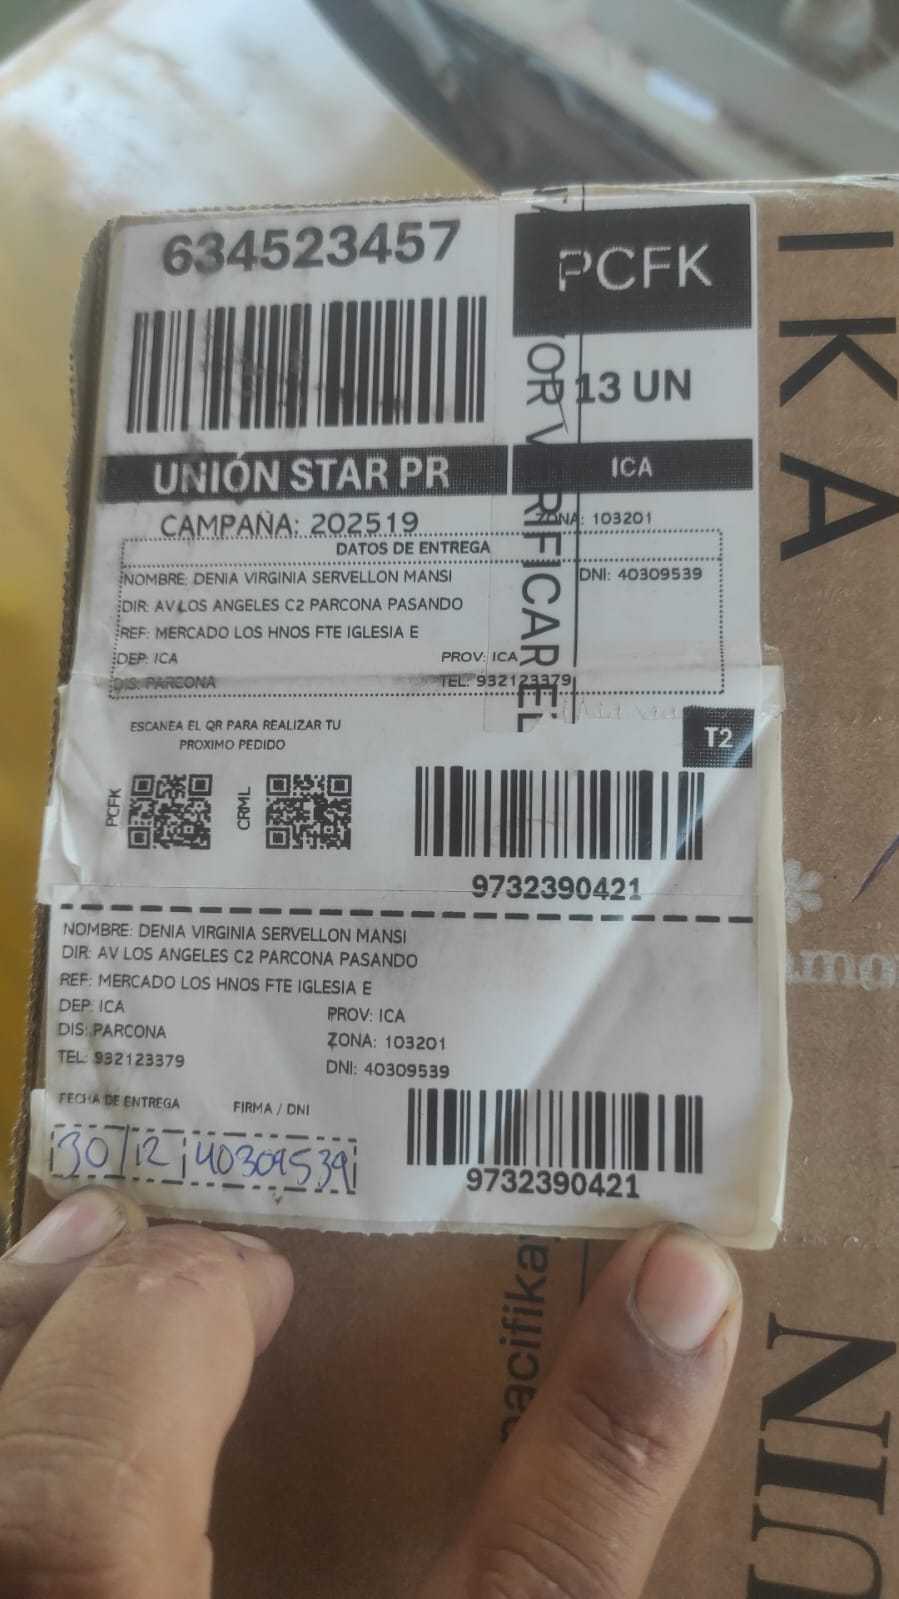 634523457
PCFK
13 UN
UNIÓN STAR PR
ICA
CAMPAÑA: 202519
ZONA: 103201
DATOS DE ENTREGA
NOMBRE: DENIA VIRGINIA SERVELLON MANSI
DNI: 40309539
DIR: AV LOS ANGELES C2 PARCONA PASANDO
REF: MERCADO LOS HNOS FTE IGLESIA E
DEP: ICA
PROV: ICA
DIS: PARCONA
TEL: 932123379
VERIFICAR EL
ESCANEA EL QR PARA REALIZAR TU
PROXIMO PEDIDO
T2
PCFK
CRML
9732390421
NOMBRE: DENIA VIRGINIA SERVELLON MANSI
DIR: AV LOS ANGELES C2 PARCONA PASANDO
REF: MERCADO LOS HNOS FTE IGLESIA E
DEP: ICA
PROV: ICA
DIS: PARCONA
ZONA: 103201
TEL: 932123379
DNI: 40309539
FECHA DE ENTREGA
FIRMA / DNI
30/12
40309539
9732390421
IKA
pacifika